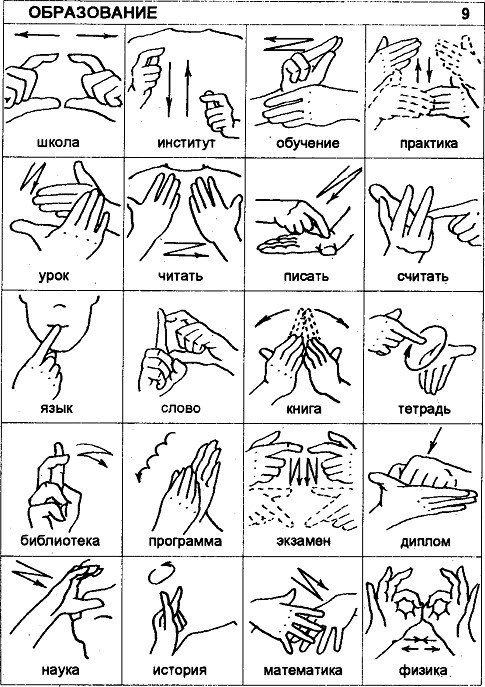 ОБРАЗОВАНИЕ 9
школа институт обучение практика
урок читать писать считать
язык слово книга тетрадь
библиотека программа экзамен диплом
наука история математика физика